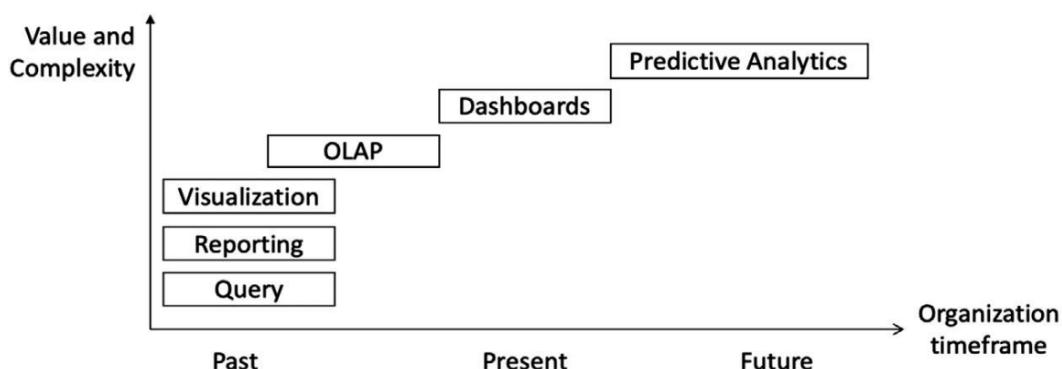 Value and
Complexity
Predictive Analytics
Dashboards
OLAP
Visualization
Reporting
Query
Organization
timeframe
Past
Present
Future